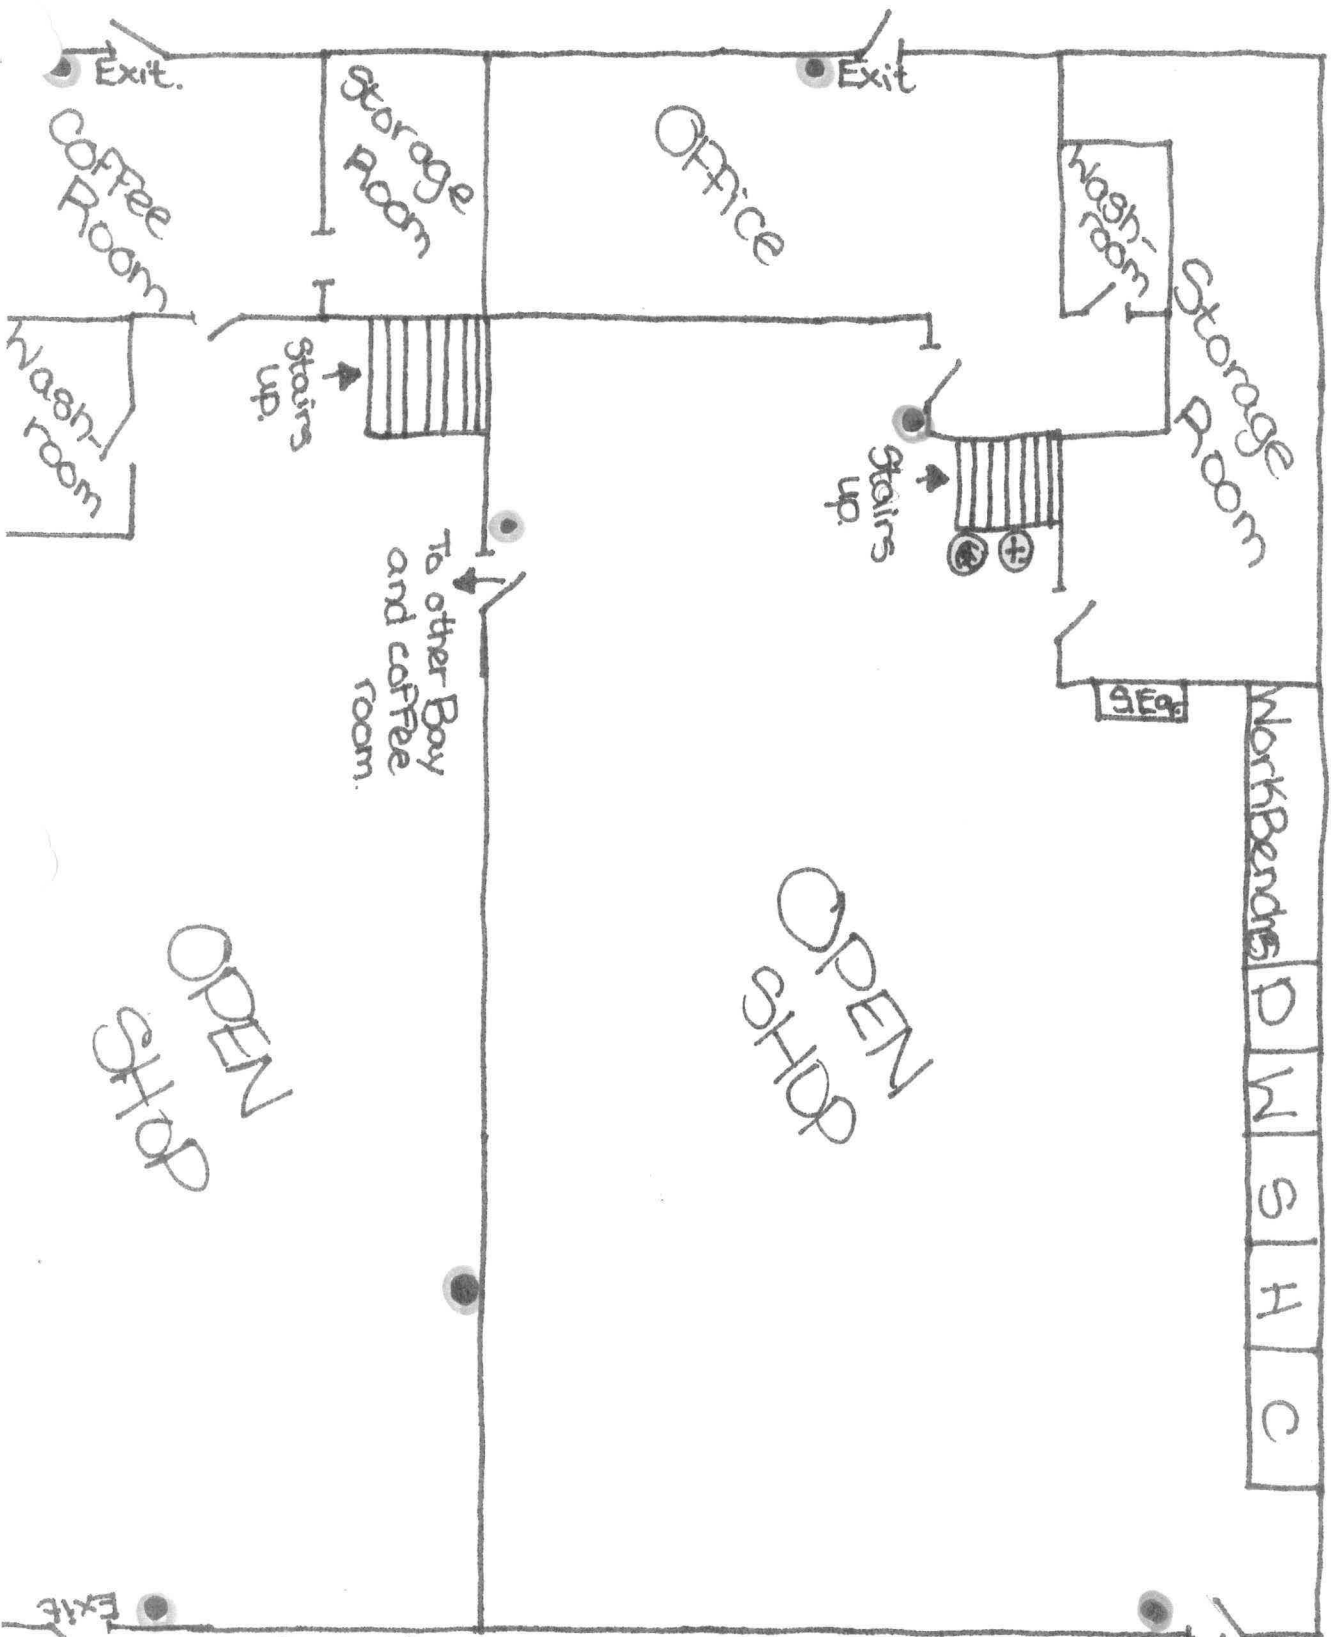 Exit.
Exit
Coffee
Room
Storage
Room
Office
Wash-
room
Storage
Room
Wash-
room
Stairs
up.
Stairs
up.
To other Bay
and coffee
room.
S.Eq.
WorkBenchs
D
W
S
H
C
OPEN
SHOP
OPEN
SHOP
Exit